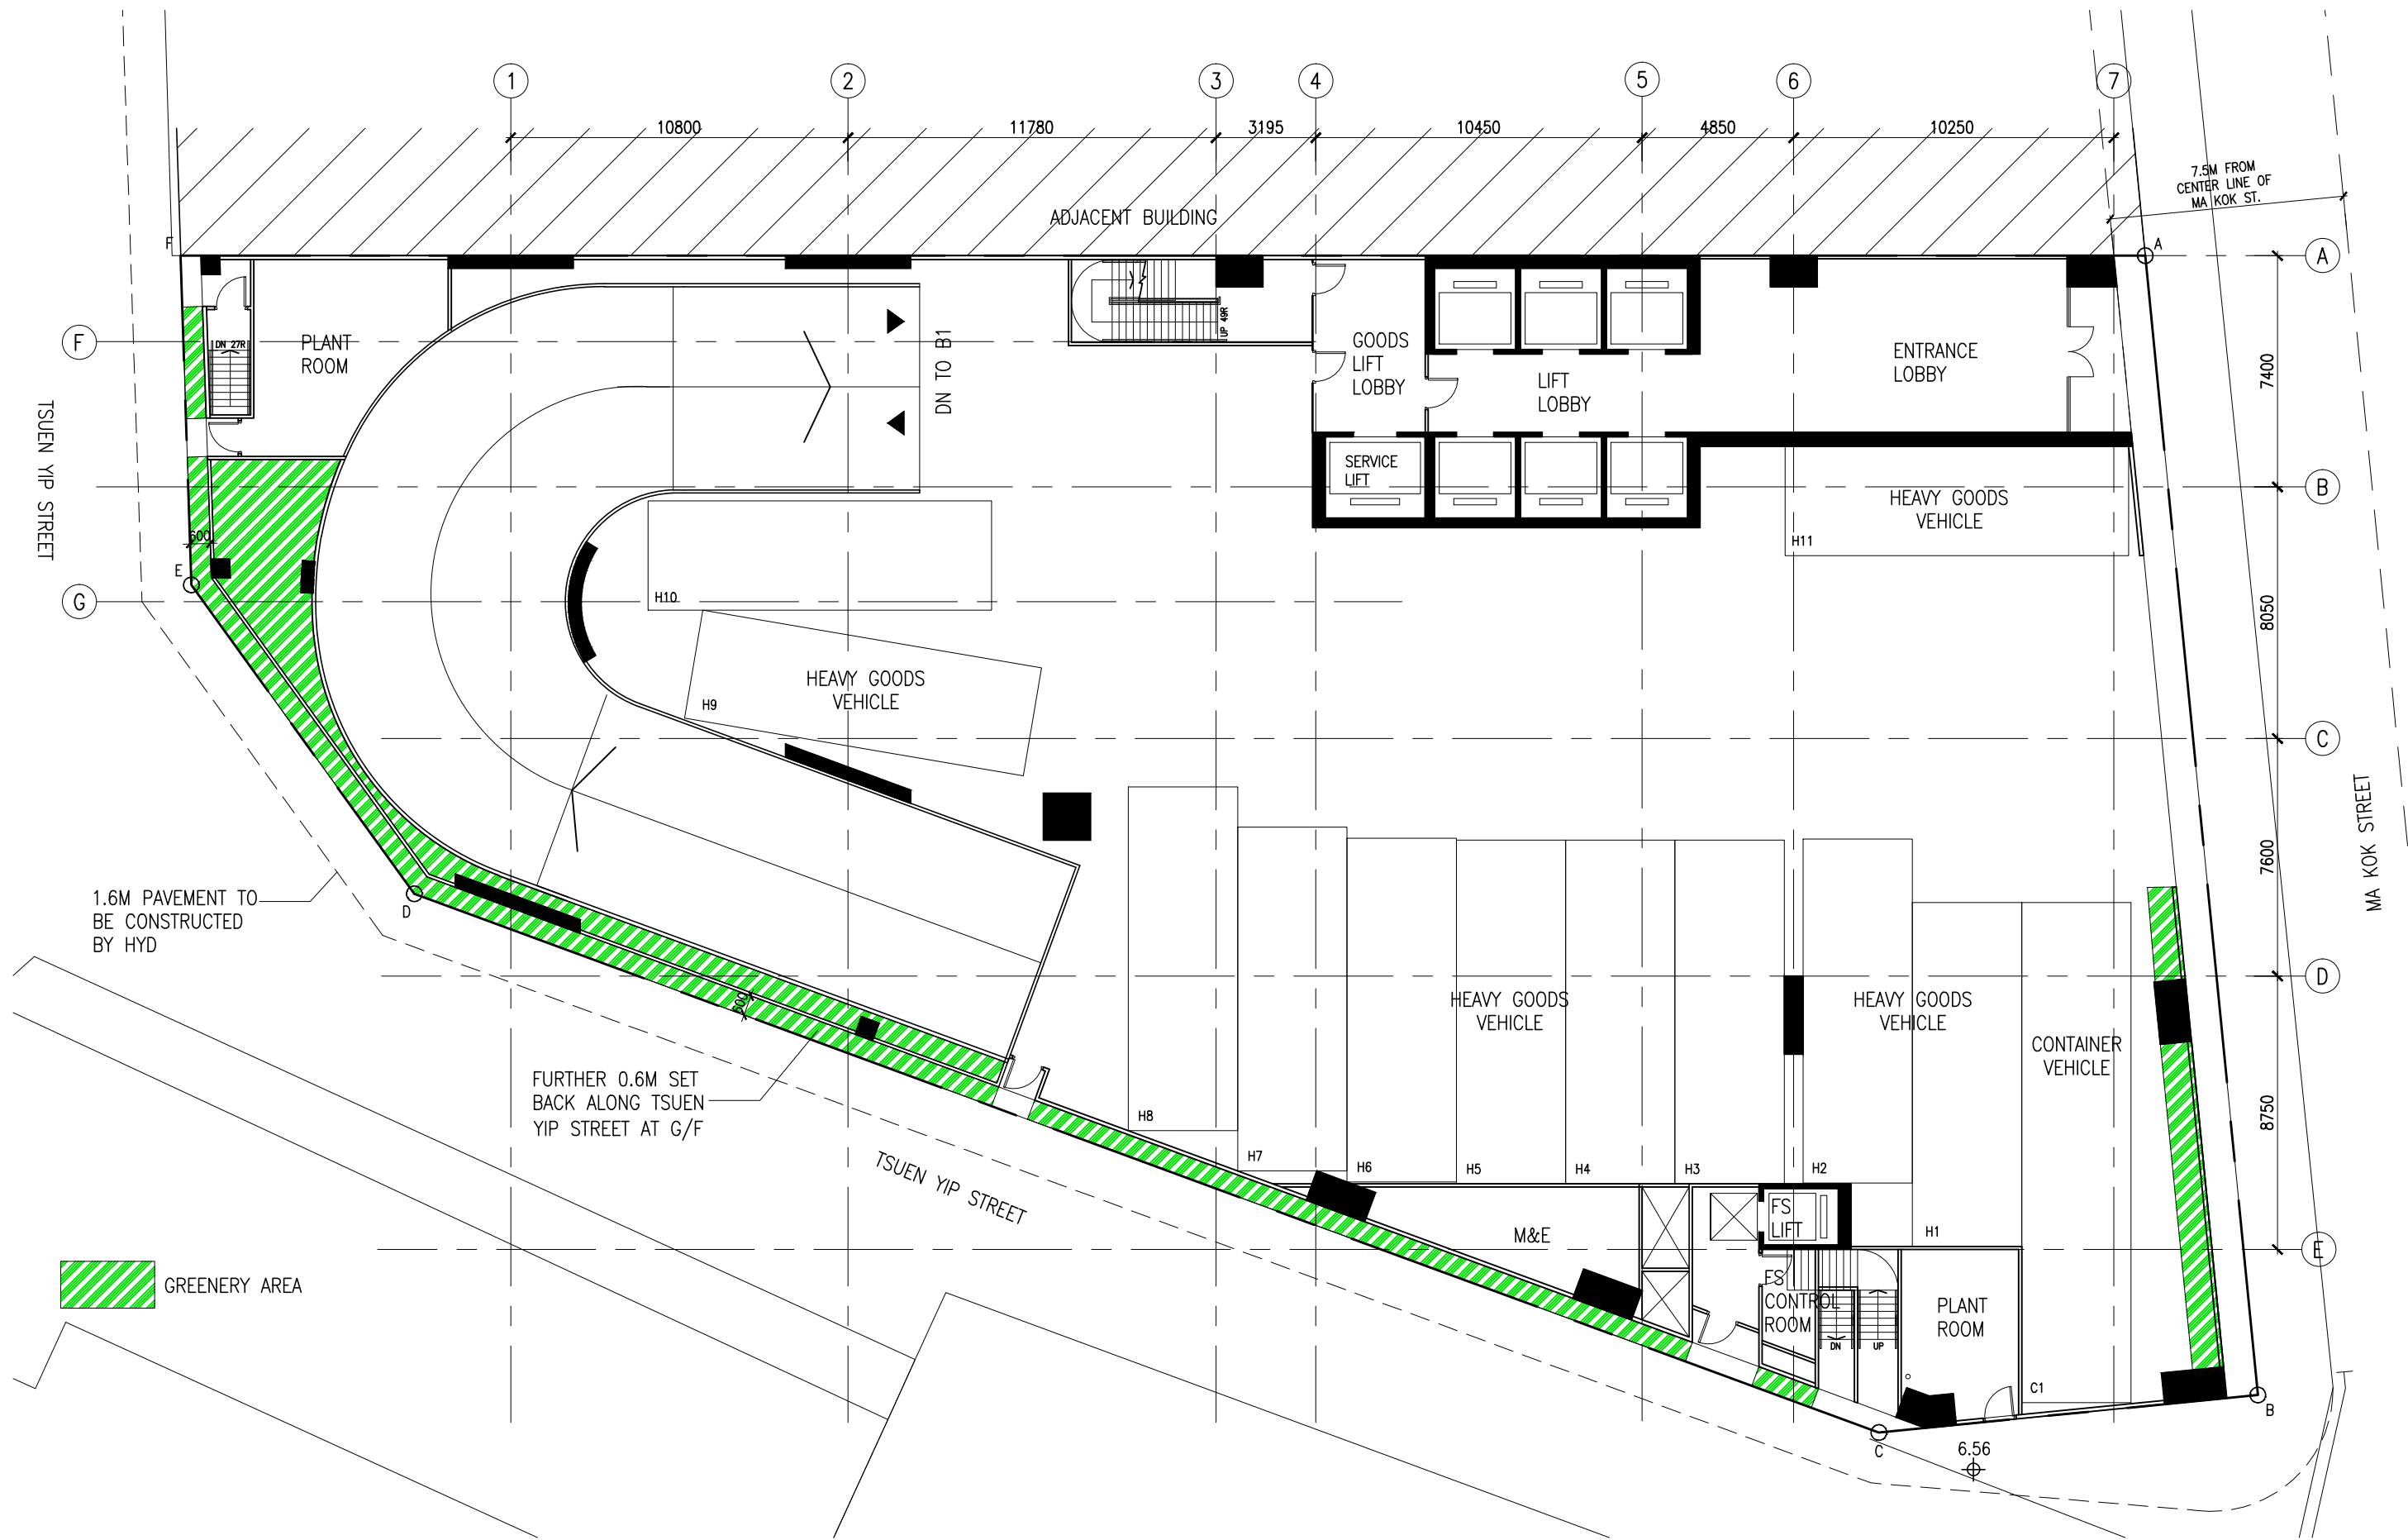 1
2
3
4
5
6
7
10800
11780
3195
10450
4850
10250
7.5M FROM
CENTER LINE OF
MA KOK ST.
ADJACENT BUILDING
F
A
A
F
DN 27R
PLANT
ROOM
UP 49R
DN TO B1
GOODS
LIFT
LOBBY
LIFT
LOBBY
ENTRANCE
LOBBY
7400
TSUEN YIP STREET
SERVICE
LIFT
B
HEAVY GOODS
VEHICLE
H11
600
E
G
H10
8050
HEAVY GOODS
VEHICLE
H9
C
MA KOK STREET
7600
1.6M PAVEMENT TO
BE CONSTRUCTED
BY HYD
D
D
600
HEAVY GOODS
VEHICLE
HEAVY GOODS
VEHICLE
CONTAINER
VEHICLE
FURTHER 0.6M SET
BACK ALONG TSUEN
YIP STREET AT G/F
8750
H8
H7
H6
H5
H4
H3
H2
TSUEN YIP STREET
FS
LIFT
M&E
H1
E
FS
CONTROL
ROOM
PLANT
ROOM
DN
UP
GREENERY AREA
C1
B
C
6.56